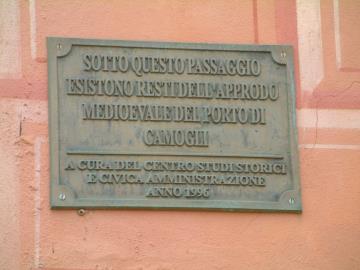 SOTTO QUESTO PASSAGGIO
ESISTONO RESTI DELL'APPRODO
MEDIOEVALE DEL PORTO DI
CAMOGLI
A CURA DEL CENTRO STUDI STORICI
E CIVICA AMMINISTRAZIONE
ANNO 1996